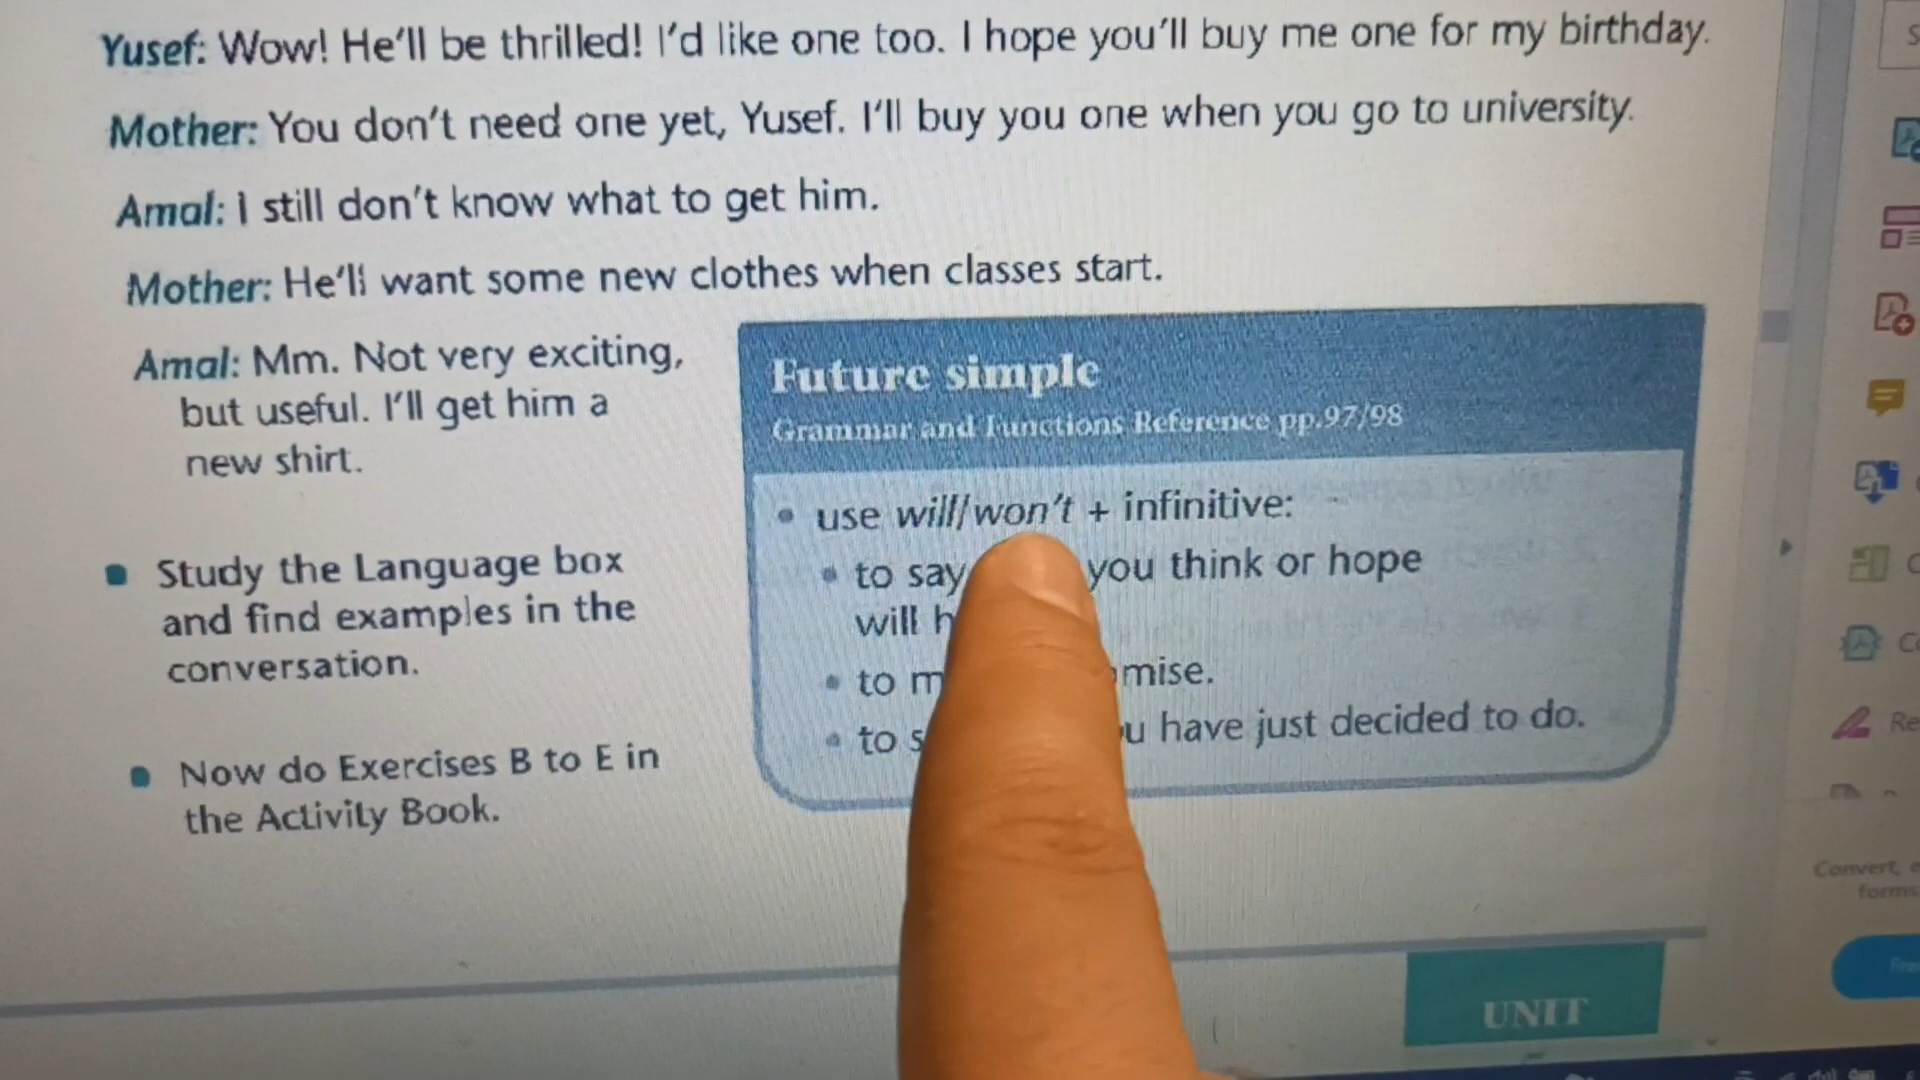 Yusef: Wow! He'll be thrilled! I'd like one too. I hope you'll buy me one for my birthday.
Mother: You don't need one yet, Yusef. I'll buy you one when you go to university.
Amal: I still don't know what to get him.
Mother: He'll want some new clothes when classes start.
Amal: Mm. Not very exciting,
but useful. I'll get him a
new shirt.
Study the Language box
and find examples in the
conversation.
Now do Exercises B to E in
the Activity Book.
Future simple
Grammar and Functions Reference pp.97/98
use will/won't + infinitive:
to say you think or hope
will
to
to have just decided to do.
UNIT
Convert,
forms